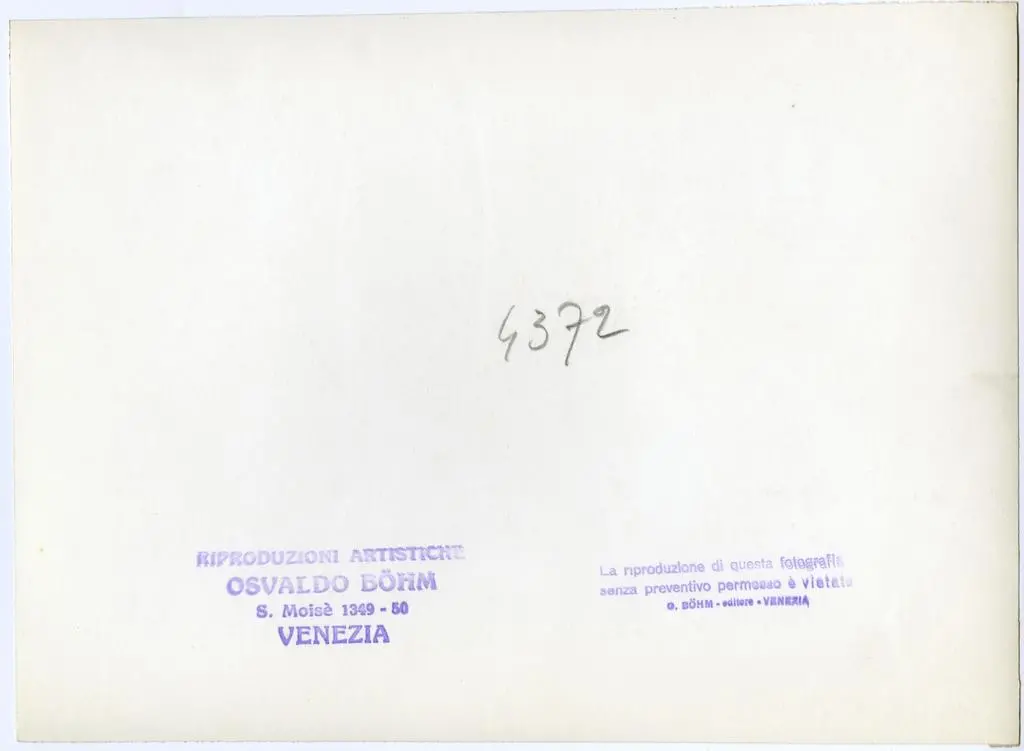 4372
RIPRODUZIONI ARTISTICHE
OSVALDO BÖHM
S. Moisè 1349 - 50
VENEZIA
La riproduzione di questa fotografia
senza preventivo permesso è vietata
O. BÖHM - editore - VENEZIA